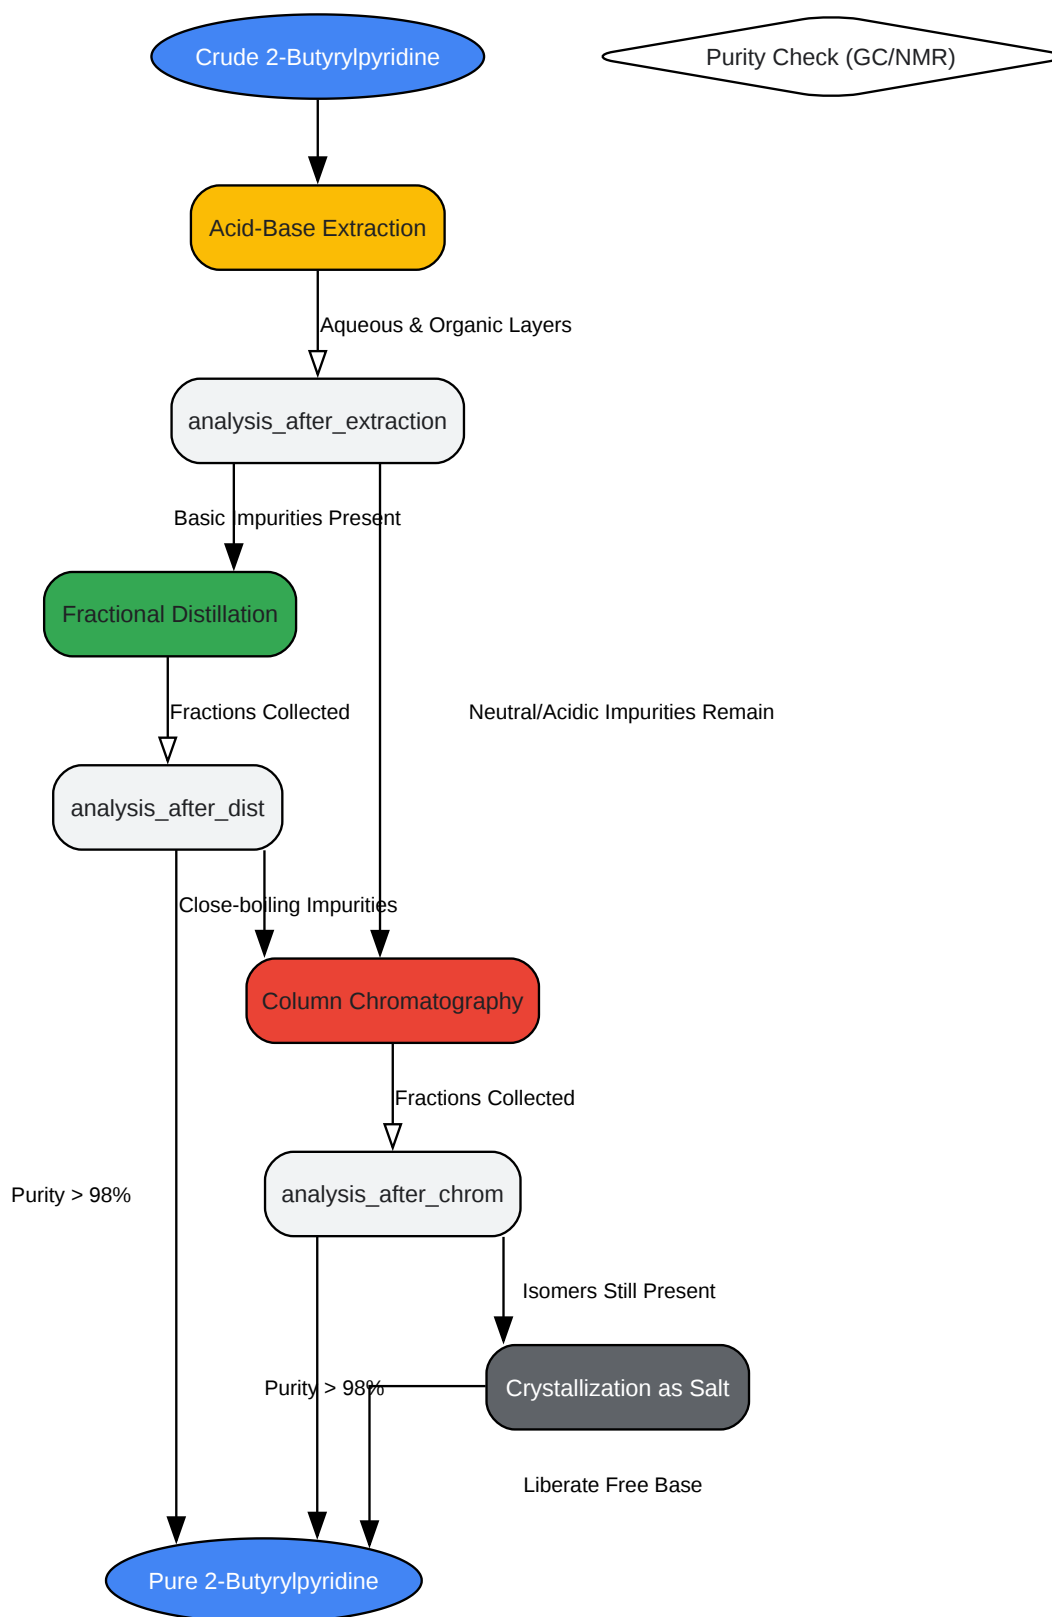 Crude 2-Butyrylpyridine
Purity Check (GC/NMR)
Acid-Base Extraction
Aqueous & Organic Layers
analysis_after_extraction
Basic Impurities Present
Fractional Distillation
Fractions Collected
Neutral/Acidic Impurities Remain
analysis_after_dist
Close-boiling Impurities
Column Chromatography
Fractions Collected
Purity > 98%
analysis_after_chrom
Isomers Still Present
Purity > 98%
Crystallization as Salt
Liberate Free Base
Pure 2-Butyrylpyridine